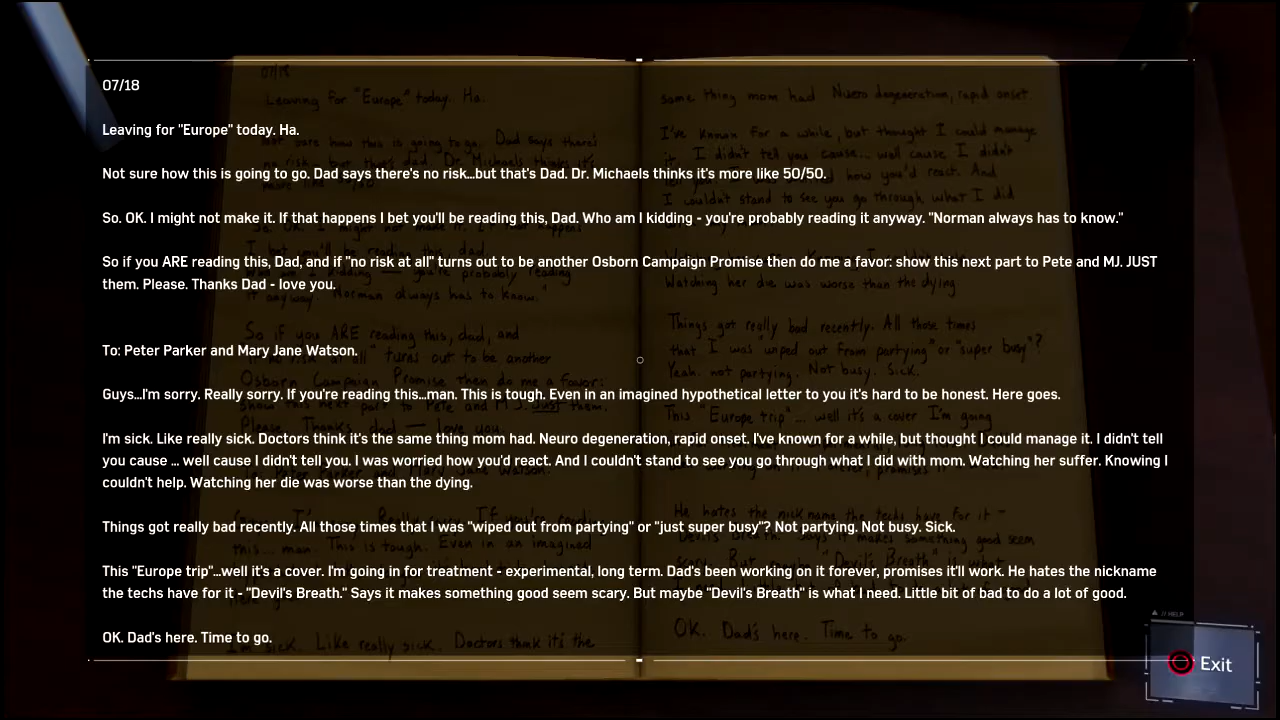 07/18
Leaving for "Europe" today. Ha.
Not sure how this is going to go. Dad says there's no risk...but that's Dad. Dr. Michaels thinks it's more like 50/50.
So. OK. I might not make it. If that happens I bet you'll be reading this, Dad. Who am I kidding - you're probably reading it anyway. "Norman always has to know."
So if you ARE reading this, Dad, and if "no risk at all" turns out to be another Osborn Campaign Promise then do me a favor: show this next part to Pete and MJ. JUST
them. Please. Thanks Dad - love you.
To: Peter Parker and Mary Jane Watson.
Guys...I'm sorry. Really sorry. If you're reading this...man. This is tough. Even in an imagined hypothetical letter to you it's hard to be honest. Here goes.
I'm sick. Like really sick. Doctors think it's the same thing mom had. Neuro degeneration, rapid onset. I've known for a while, but thought I could manage it. I didn't tell
you cause ... well cause I didn't tell you. I was worried how you'd react. And I couldn't stand to see you go through what I did with mom. Watching her suffer. Knowing I
couldn't help. Watching her die was worse than the dying.
Things got really bad recently. All those times that I was "wiped out from partying" or "just super busy"? Not partying. Not busy. Sick.
This "Europe trip"...well it's a cover. I'm going in for treatment - experimental, long term. Dad's been working on it forever, promises it'll work. He hates the nickname
the techs have for it - "Devil's Breath." Says it makes something good seem scary. But maybe "Devil's Breath" is what I need. Little bit of bad to do a lot of good.
OK. Dad's here. Time to go.
// HELP
Exit